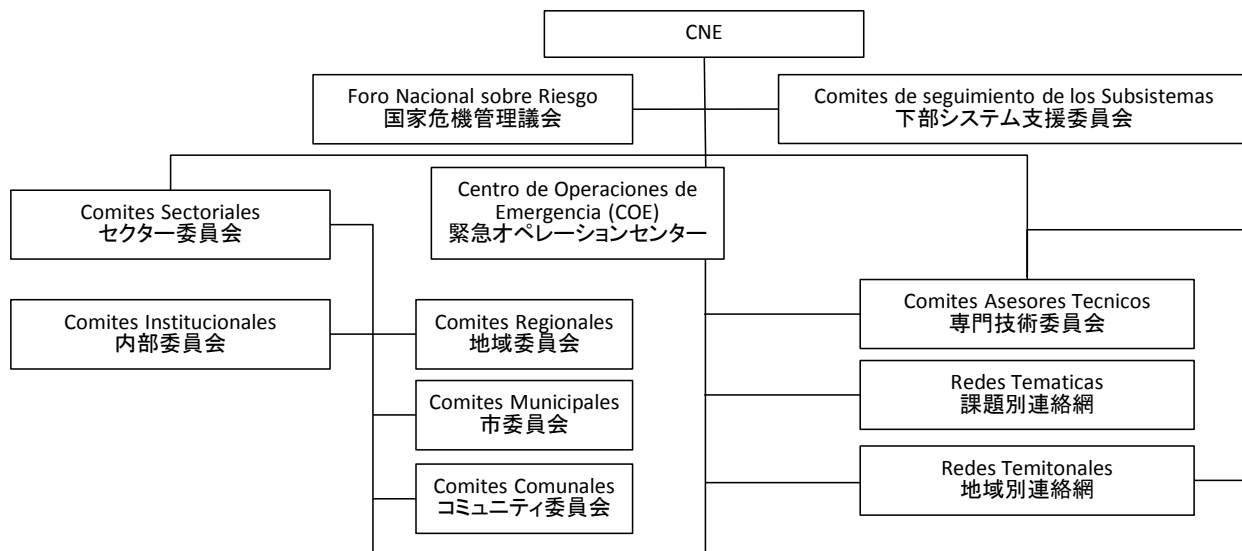 CNE
Foro Nacional sobre Riesgo
国家危機管理議会
Comites de seguimiento de los Subsistemas
下部システム支援委員会
Comites Sectoriales
セクター委員会
Centro de Operaciones de
Emergencia (COE)
緊急オペレーションセンター
Comites Asesores Tecnicos
専門技術委員会
Comites Institucionales
内部委員会
Comites Regionales
地域委員会
Redes Tematicas
課題別連絡網
Comites Municipales
市委員会
Redes Temitonales
地域別連絡網
Comites Comunales
コミュニティ委員会